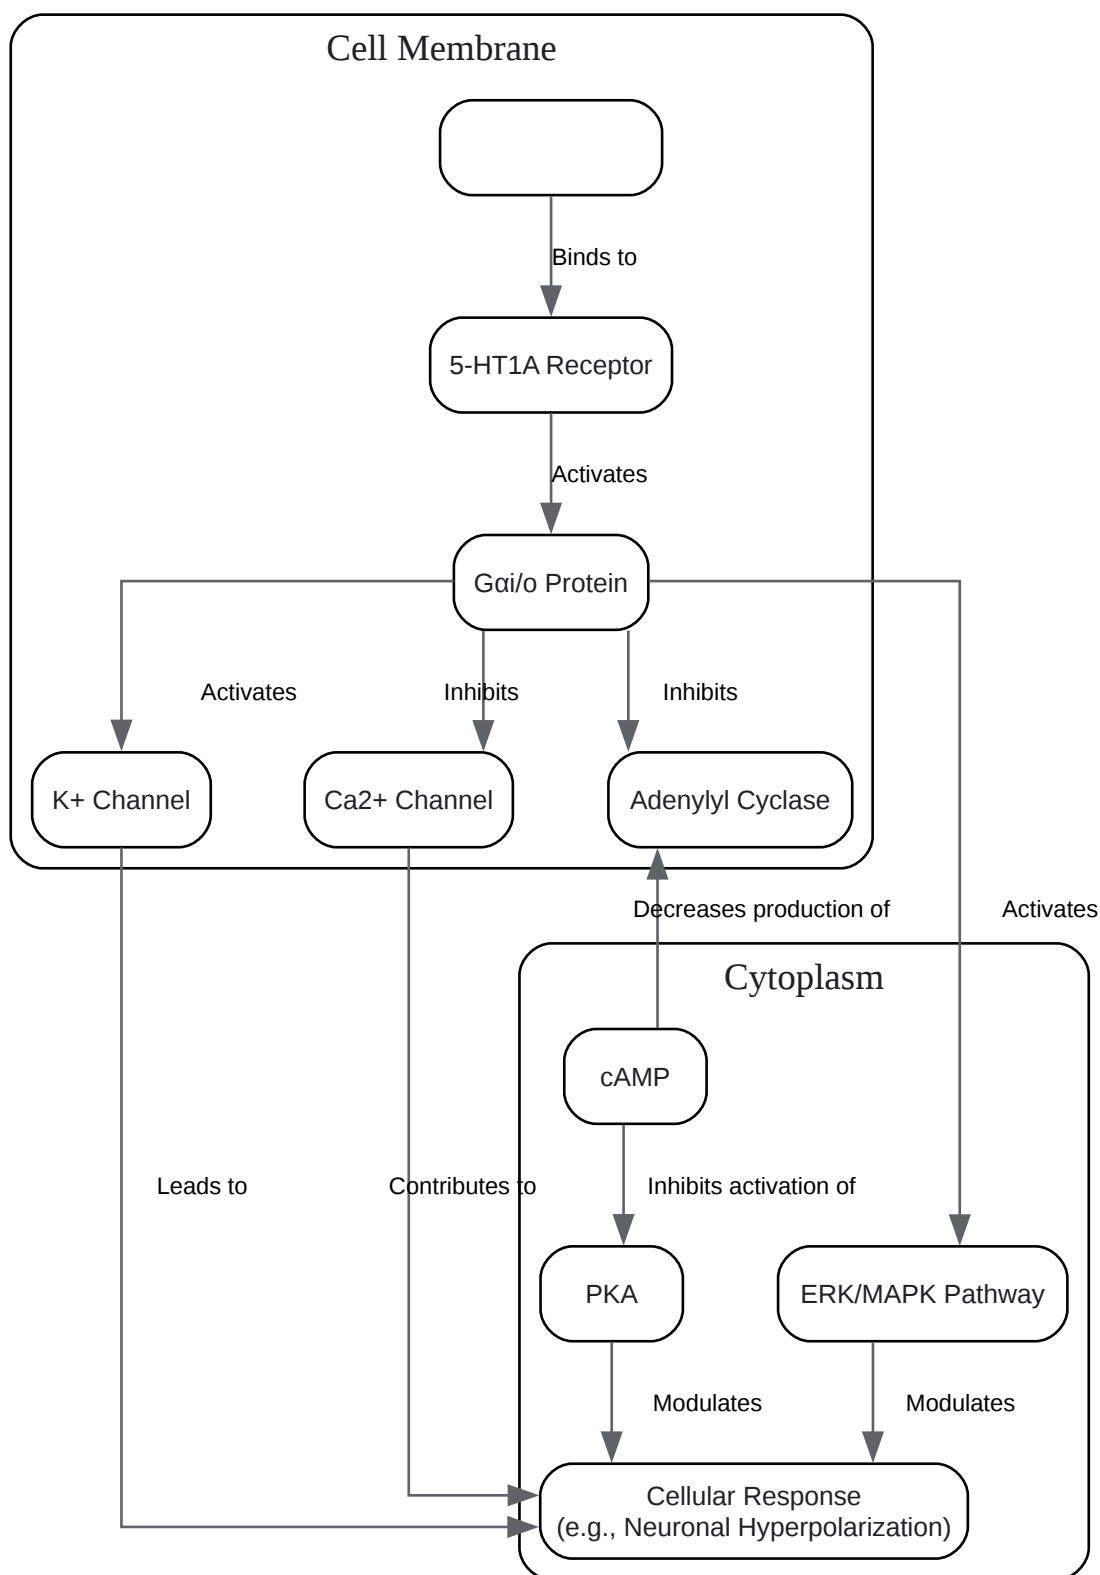 Cell Membrane
Binds to
5-HT1A Receptor
Activates
Gαi/o Protein
Activates
Inhibits
Inhibits
K+ Channel
Ca2+ Channel
Adenylyl Cyclase
Decreases production of
Activates
Cytoplasm
cAMP
Leads to
Contributes to
Inhibits activation of
PKA
ERK/MAPK Pathway
Modulates
Modulates
Cellular Response
(e.g., Neuronal Hyperpolarization)